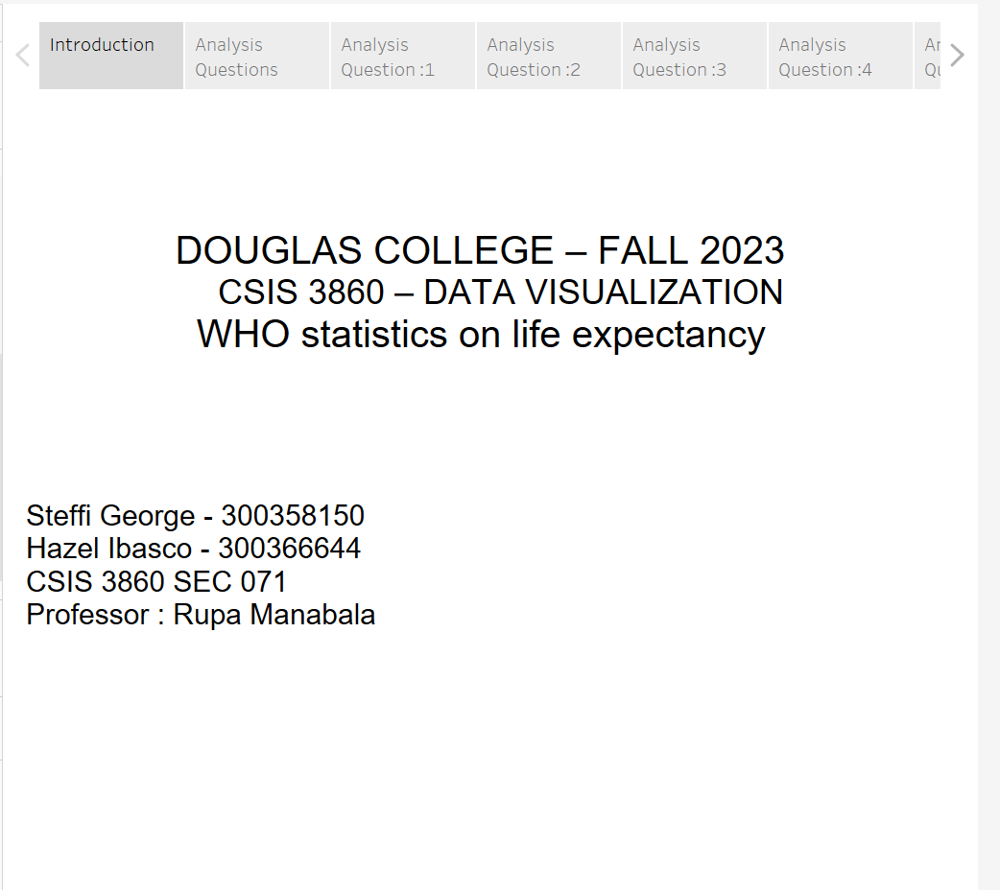 Introduction
Analysis
Questions
Analysis
Question :1
Analysis
Question :2
Analysis
Question :3
Analysis
Question :4
DOUGLAS COLLEGE – FALL 2023
CSIS 3860 – DATA VISUALIZATION
WHO statistics on life expectancy
Steffi George - 300358150
Hazel Ibasco - 300366644
CSIS 3860 SEC 071
Professor : Rupa Manabala